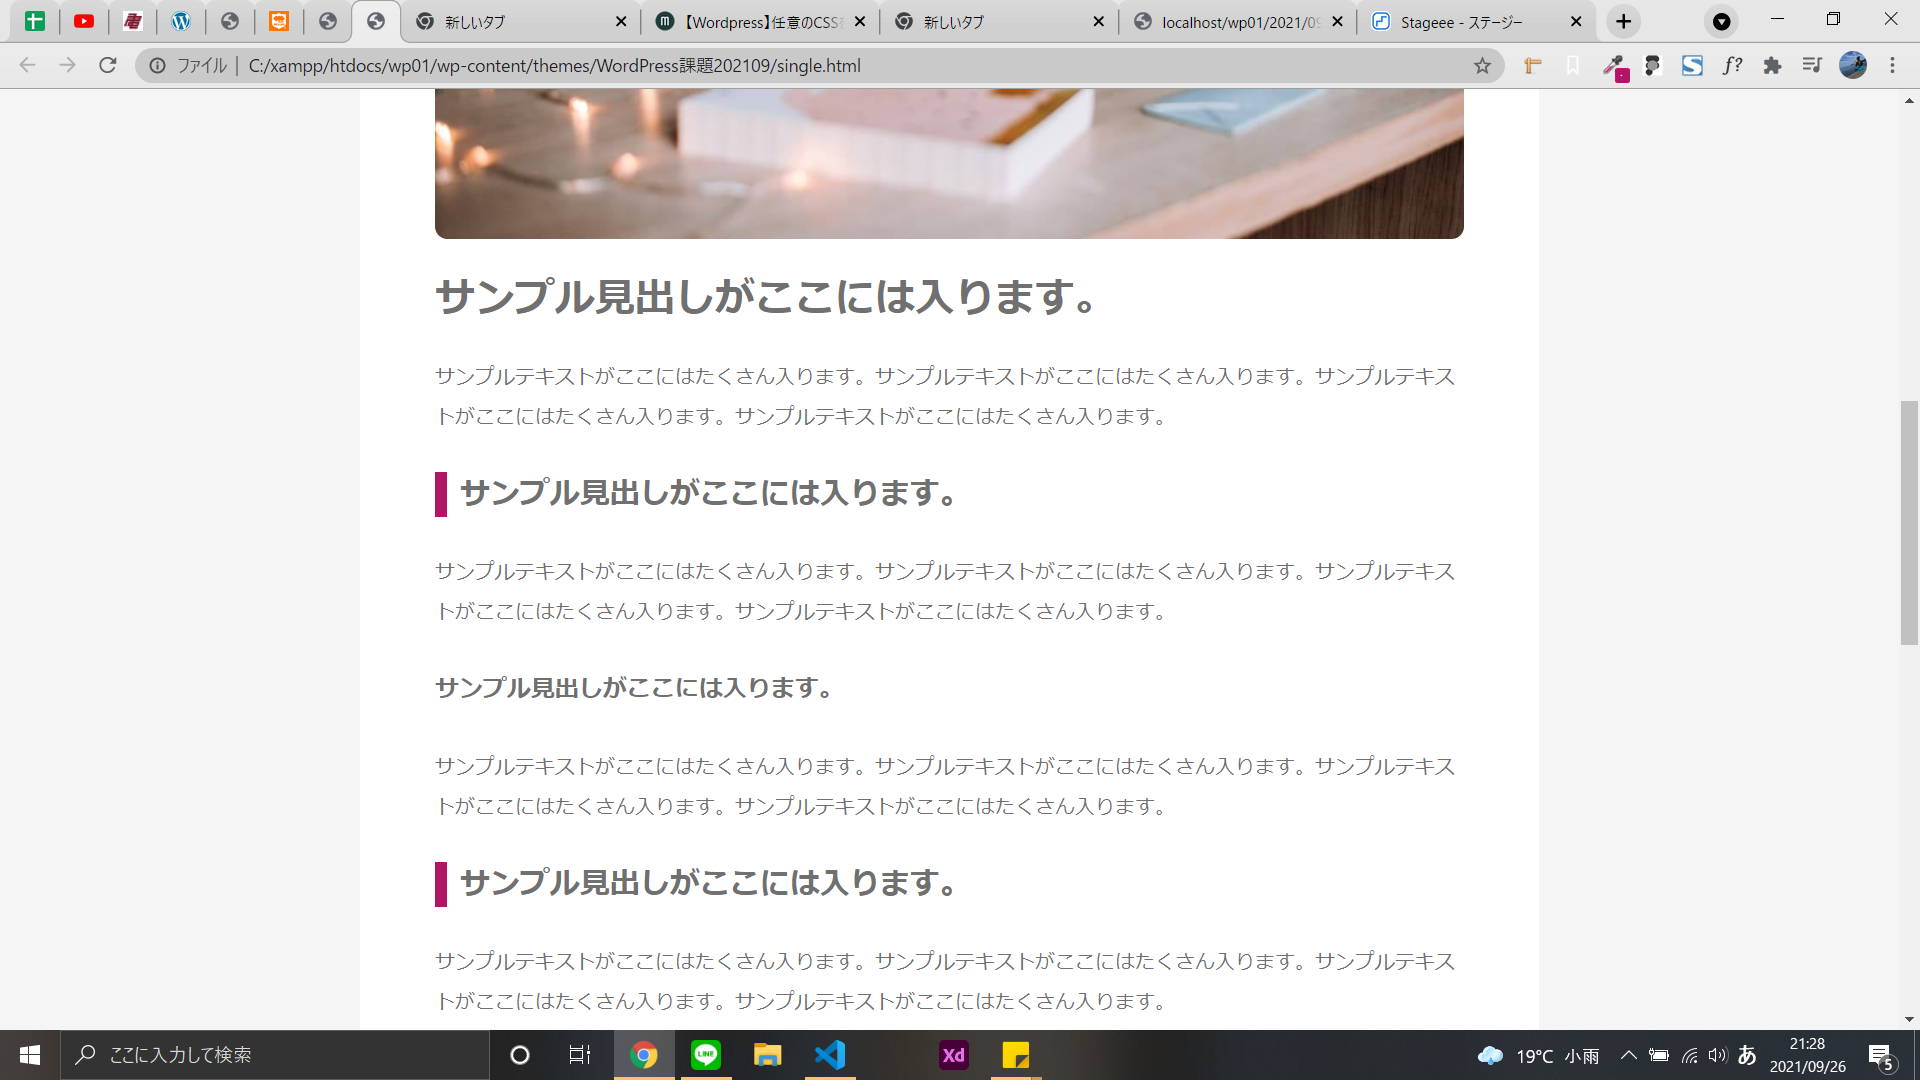 新しいタブ
【Wordpress】任意のCSSを
新しいタブ
localhost/wp01/2021/09
Stageee - ステージー
ファイル C:/xampp/htdocs/wp01/wp-content/themes/WordPress課題202109/single.html
f?
サンプル見出しがここには入ります。
サンプルテキストがここにはたくさん入ります。サンプルテキストがここにはたくさん入ります。サンプルテキス
トがここにはたくさん入ります。サンプルテキストがここにはたくさん入ります。
サンプル見出しがここには入ります。
サンプルテキストがここにはたくさん入ります。サンプルテキストがここにはたくさん入ります。サンプルテキス
トがここにはたくさん入ります。サンプルテキストがここにはたくさん入ります。
サンプル見出しがここには入ります。
サンプルテキストがここにはたくさん入ります。サンプルテキストがここにはたくさん入ります。サンプルテキス
トがここにはたくさん入ります。サンプルテキストがここにはたくさん入ります。
サンプル見出しがここには入ります。
サンプルテキストがここにはたくさん入ります。サンプルテキストがここにはたくさん入ります。サンプルテキス
トがここにはたくさん入ります。サンプルテキストがここにはたくさん入ります。
ここに入力して検索
LINE
Xd
19°C 小雨
あ
21:28
2021/09/26
5